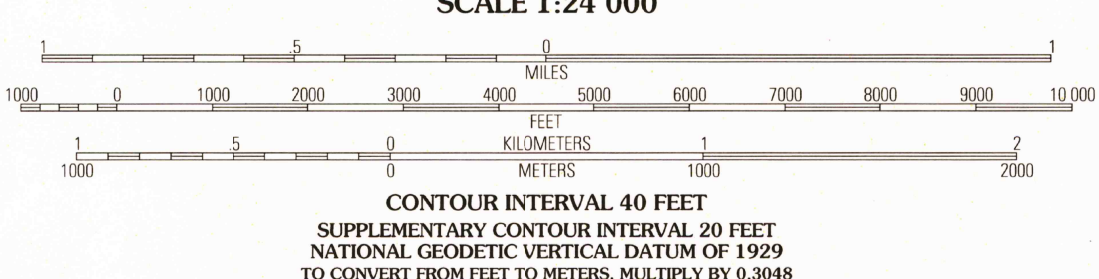 SCALE 1:24 000
1 .5 0 1
MILES
1000 0 1000 2000 3000 4000 5000 6000 7000 8000 9000 10 000
FEET
1 .5 0 KILOMETERS 1 2
1000 0 METERS 1000 2000
CONTOUR INTERVAL 40 FEET
SUPPLEMENTARY CONTOUR INTERVAL 20 FEET
NATIONAL GEODETIC VERTICAL DATUM OF 1929
TO CONVERT FROM FEET TO METERS, MULTIPLY BY 0.3048